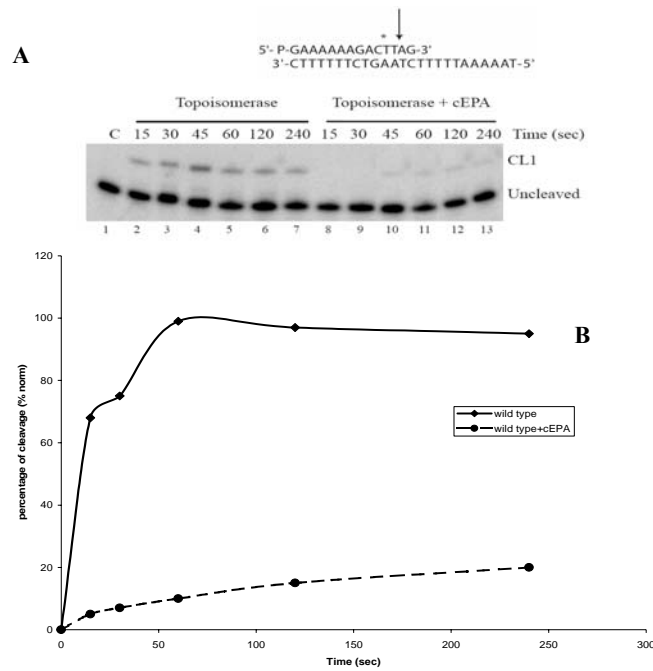 *
A
5'- P-GAAAAAAGACTTAG-3'
3'-CTTTTTTCTGAATCTTTTTAAAAAT-5'
Topoisomerase Topoisomerase + cEPA
C 15 30 45 60 120 240 15 30 45 60 120 240 Time (sec)
CL1
Uncleaved
1 2 3 4 5 6 7 8 9 10 11 12 13
B
percentage of cleavage (% norm)
120
100
80
60
40
20
0
wild type
wild type+cEPA
0 50 100 150 200 250 300
Time (sec)